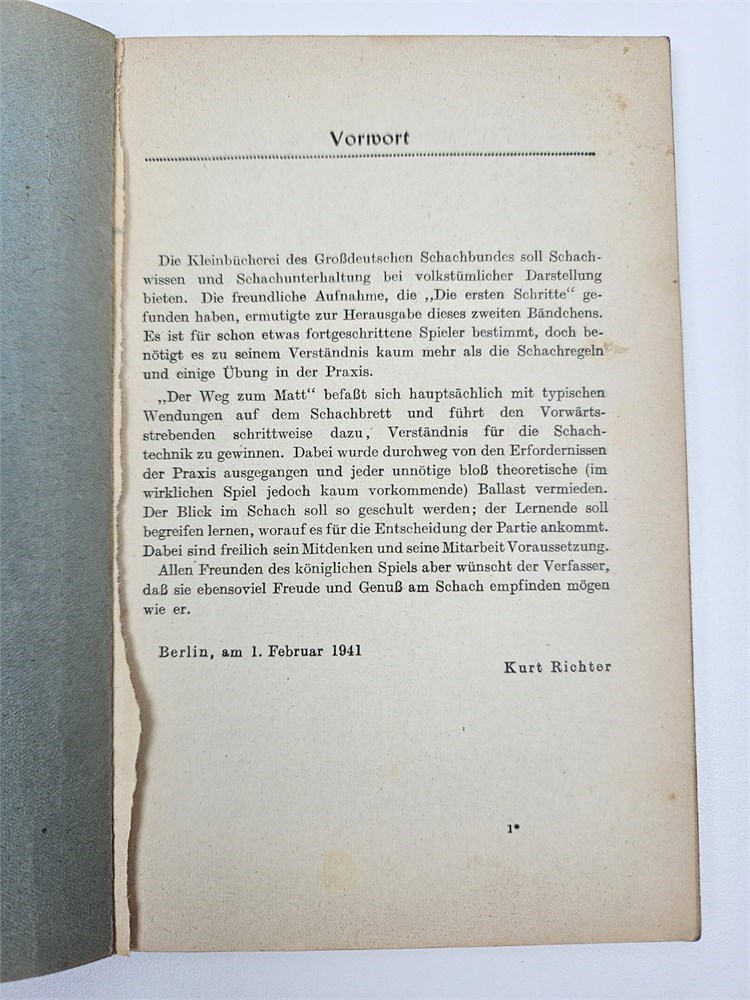 Vorwort
Die Kleinbücherei des Großdeutschen Schachbundes soll Schach-
wissen und Schachunterhaltung bei volkstümlicher Darstellung
bieten. Die freundliche Aufnahme, die „Die ersten Schritte“ ge-
funden haben, ermutigte zur Herausgabe dieses zweiten Bändchens.
Es ist für schon etwas fortgeschrittene Spieler bestimmt, doch be-
nötigt es zu seinem Verständnis kaum mehr als die Schachregeln
und einige Übung in der Praxis.
„Der Weg zum Matt“ befaßt sich hauptsächlich mit typischen
Wendungen auf dem Schachbrett und führt den Vorwärts-
strebenden schrittweise dazu, Verständnis für die Schach-
technik zu gewinnen. Dabei wurde durchweg von den Erfordernissen
der Praxis ausgegangen und jeder unnötige bloß theoretische (im
wirklichen Spiel jedoch kaum vorkommende) Ballast vermieden.
Der Blick im Schach soll so geschult werden; der Lernende soll
begreifen lernen, worauf es für die Entscheidung der Partie ankommt.
Dabei sind freilich sein Mitdenken und seine Mitarbeit Voraussetzung.
Allen Freunden des königlichen Spiels aber wünscht der Verfasser,
daß sie ebensoviel Freude und Genuß am Schach empfinden mögen
wie er.
Berlin, am 1. Februar 1941
Kurt Richter
1*